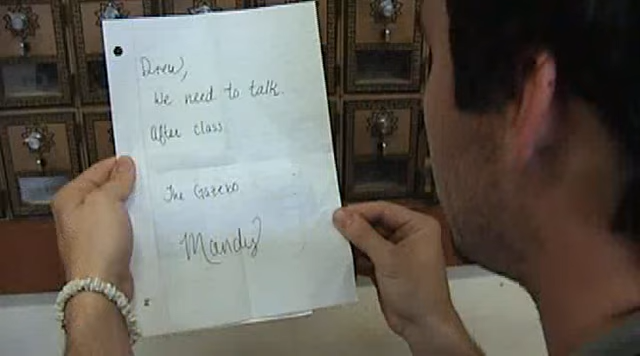 Drew,
We need to talk.
After class
The Gazebo
Mandy